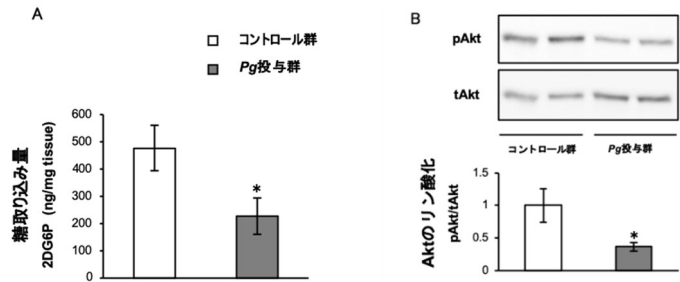 A
コントロール群
Pg投与群
糖取り込み量
2DG6P (ng/mg tissue)
600
500
400
300
200
100
0
*
B
pAkt
tAkt
コントロール群 Pg投与群
Aktのリン酸化
pAkt/tAkt
1.5
1
0.5
0
*